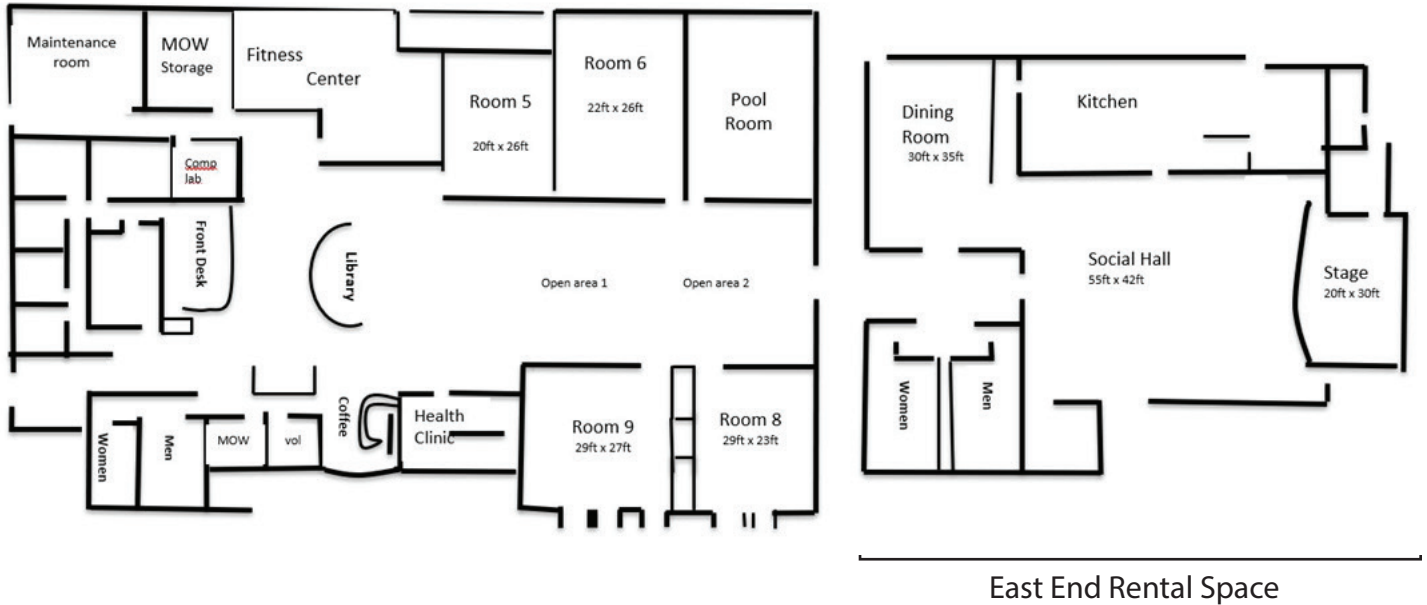 Maintenance
room
MOW
Storage
Fitness
Center
Room 5
20ft x 26ft
Room 6
22ft x 26ft
Pool
Room
Comp
lab
Front Desk
Library
Open area 1
Open area 2
Women
Men
MOW
vol
Coffee
Health
Clinic
Room 9
29ft x 27ft
Room 8
29ft x 23ft
Dining
Room
30ft x 35ft
Kitchen
Social Hall
55ft x 42ft
Stage
20ft x 30ft
Women
Men
East End Rental Space